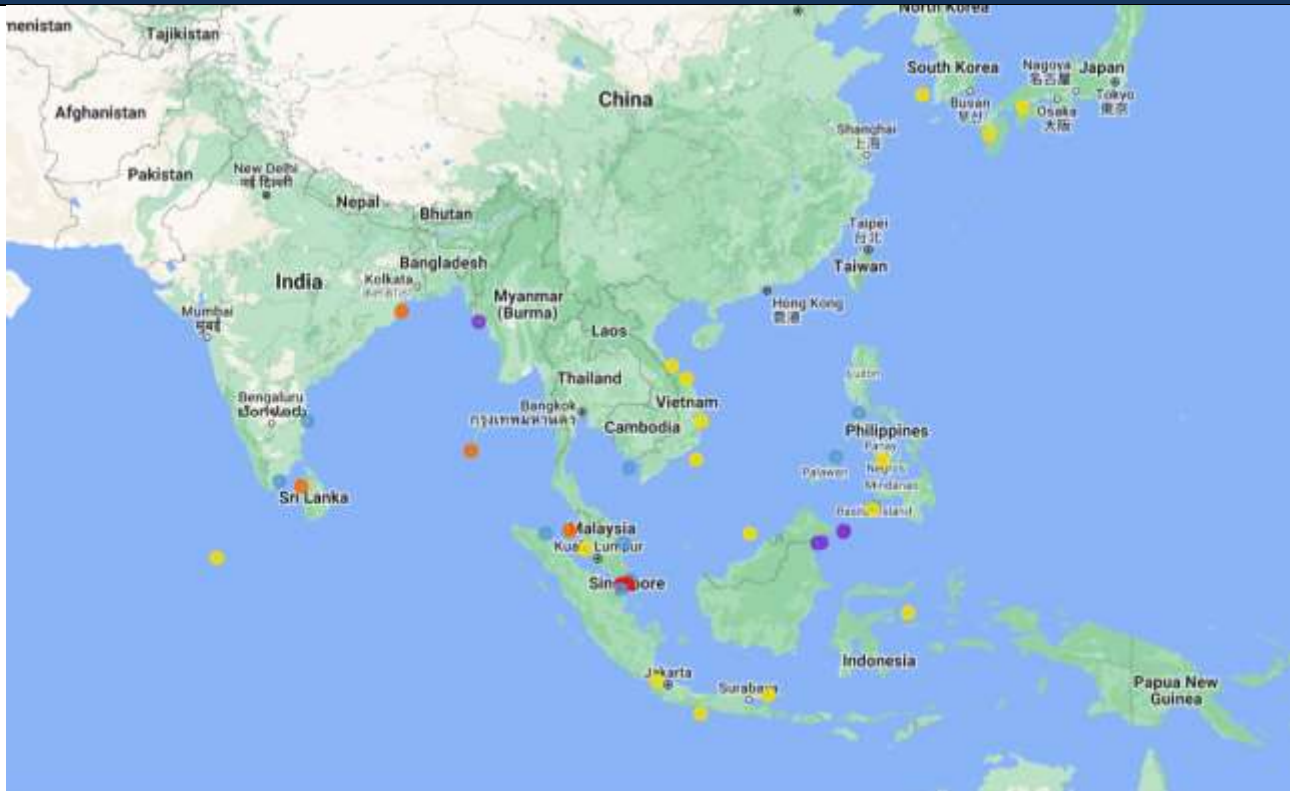 menistan
Tajikistan
North Korea
Afghanistan
China
South Korea
Nagoya
名古屋
Japan
Busan
부산
Osaka
大阪
Tokyo
東京
Shanghai
上海
Pakistan
New Delhi
नई दिल्ली
Nepal
Bhutan
Taipei
台北
Taiwan
Bangladesh
Kolkata
India
Myanmar
(Burma)
Hong Kong
香港
Mumbai
मुंबई
Laos
Thailand
Luzon
Bengaluru
ಬೆಂಗಳೂರು
Bangkok
กรุงเทพมหานคร
Vietnam
Cambodia
Philippines
Panay
Palawan
Negros
Mindanao
Sri Lanka
Malaysia
Singapore
Indonesia
Jakarta
Surabaya
Papua New
Guinea